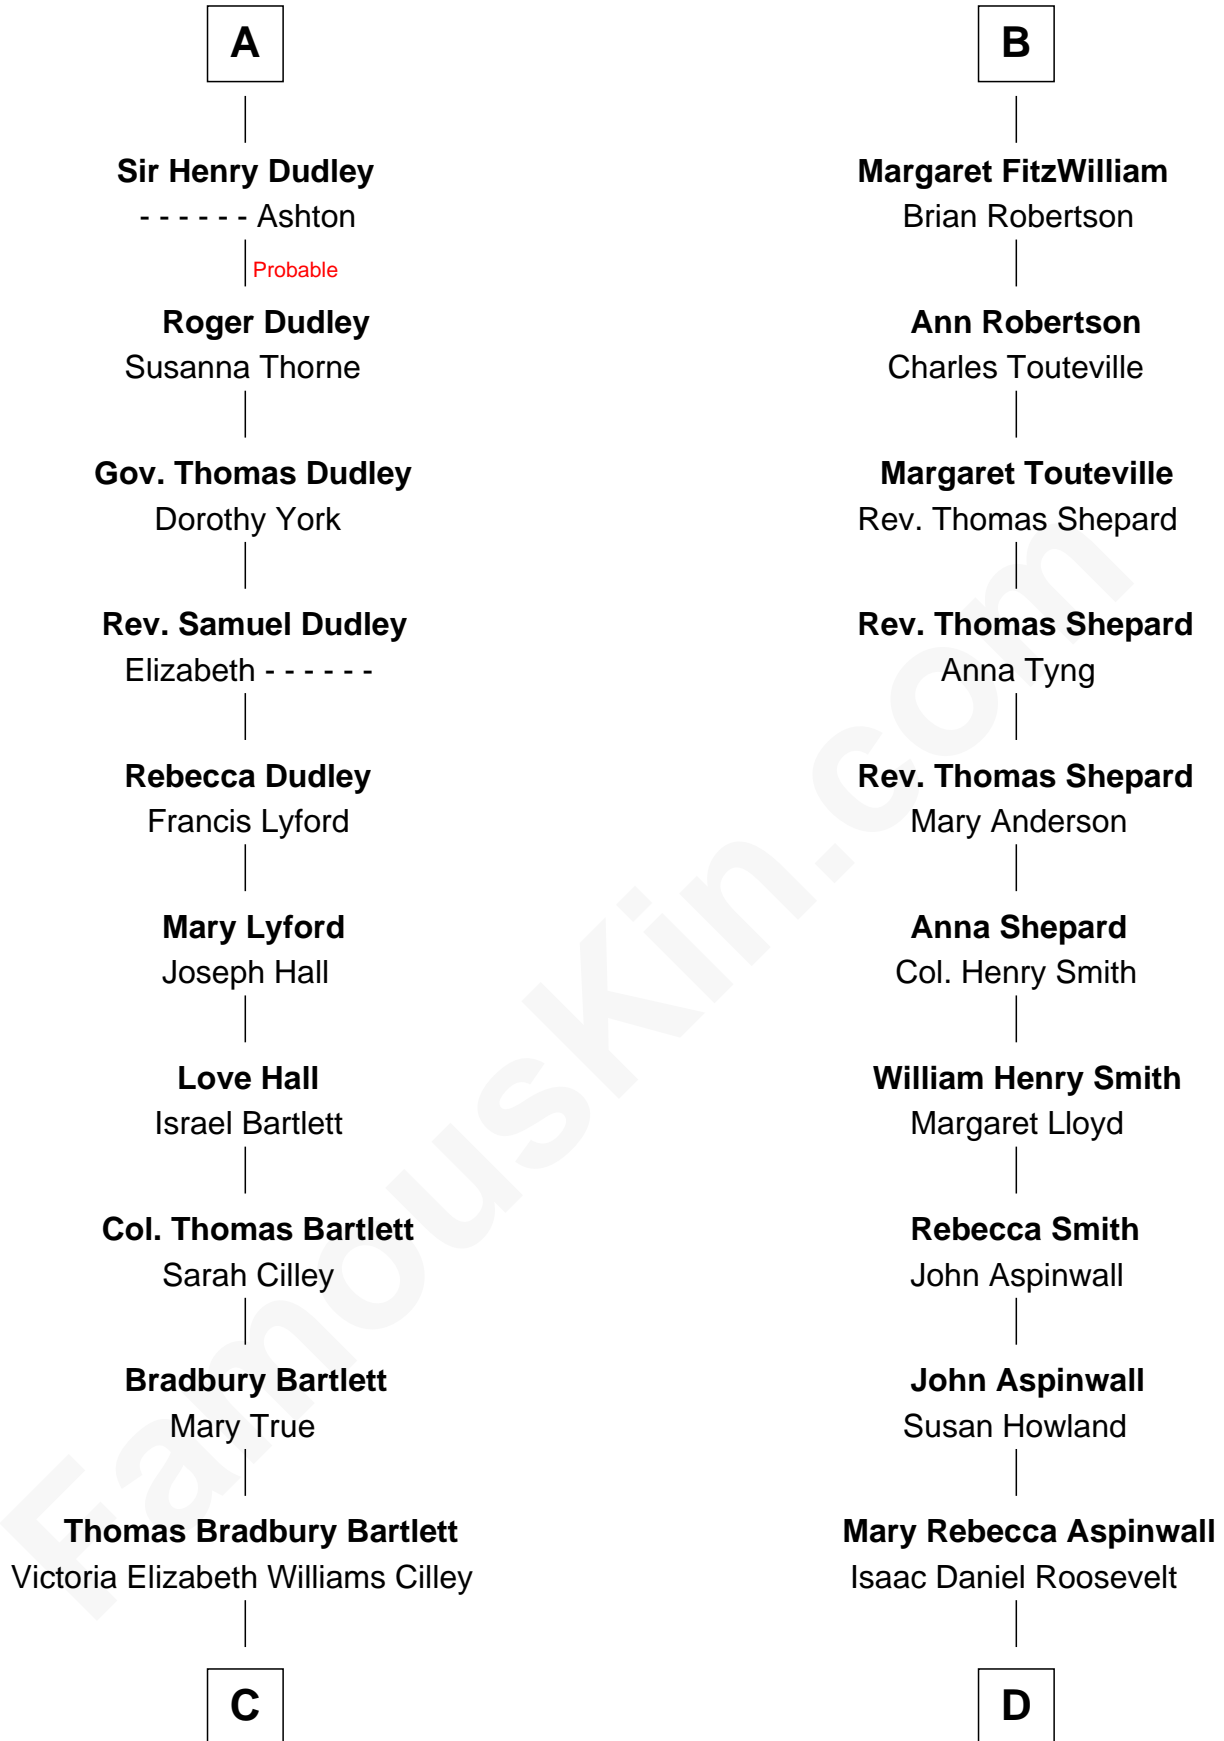 A
Sir Henry Dudley
- - - - - - Ashton
Probable
Roger Dudley
Susanna Thorne
Gov. Thomas Dudley
Dorothy York
Rev. Samuel Dudley
Elizabeth - - - - - -
Rebecca Dudley
Francis Lyford
Mary Lyford
Joseph Hall
Love Hall
Israel Bartlett
Col. Thomas Bartlett
Sarah Cilley
Bradbury Bartlett
Mary True
Thomas Bradbury Bartlett
Victoria Elizabeth Williams Cilley
C
B
Margaret FitzWilliam
Brian Robertson
Ann Robertson
Charles Touteville
Margaret Touteville
Rev. Thomas Shepard
Rev. Thomas Shepard
Anna Tyng
Rev. Thomas Shepard
Mary Anderson
Anna Shepard
Col. Henry Smith
William Henry Smith
Margaret Lloyd
Rebecca Smith
John Aspinwall
John Aspinwall
Susan Howland
Mary Rebecca Aspinwall
Isaac Daniel Roosevelt
D
FamousKin.com